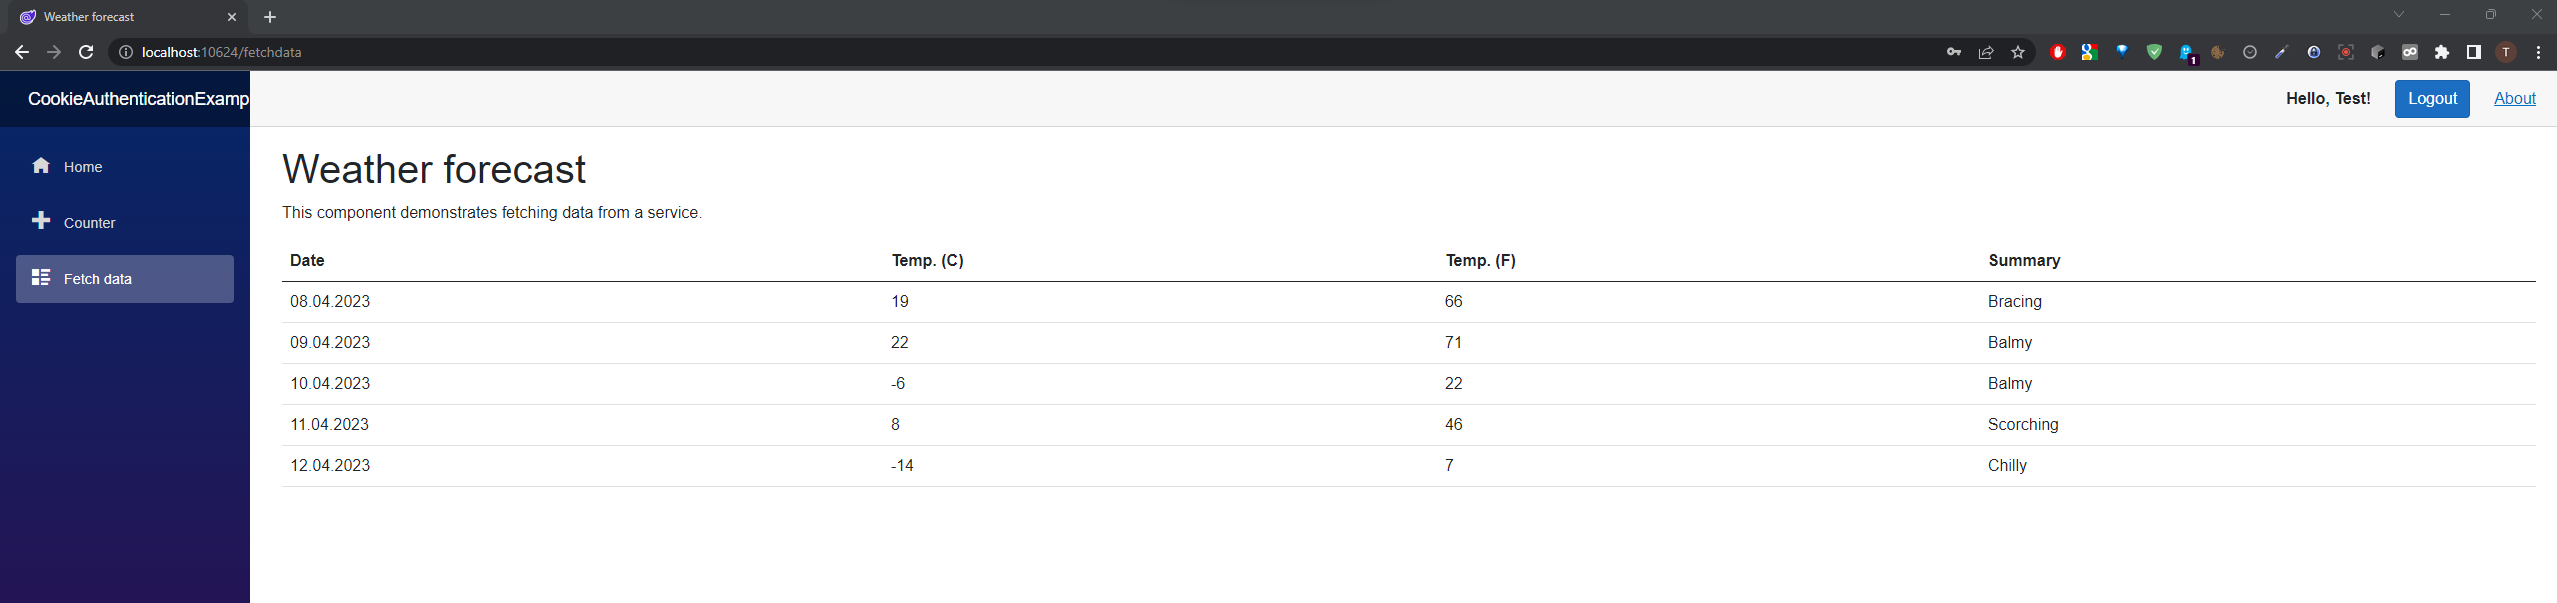 Weather forecast
localhost:10624/fetchdata
1
T
CookieAuthenticationExamp
Hello, Test! Logout About
Home
Counter
Fetch data
Weather forecast
This component demonstrates fetching data from a service.
Date Temp. (C) Temp. (F) Summary
08.04.2023 19 66 Bracing
09.04.2023 22 71 Balmy
10.04.2023 -6 22 Balmy
11.04.2023 8 46 Scorching
12.04.2023 -14 7 Chilly